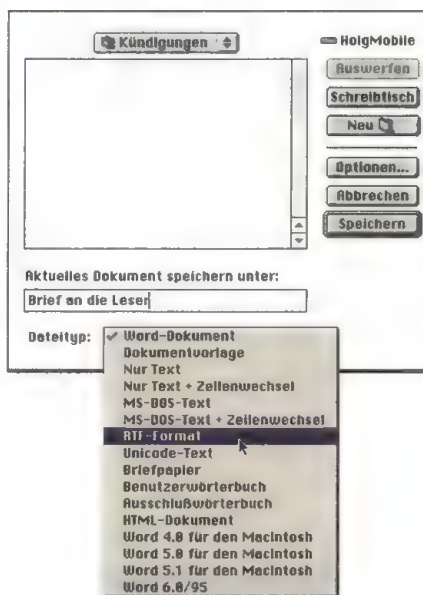 Kündigungen
HolgMobile
Auswerfen
Schreibtisch
Neu
Optionen...
Abbrechen
Speichern
Aktuelles Dokument speichern unter:
Brief an die Leser
Dateityp:
Word-Dokument
Dokumentvorlage
Nur Text
Nur Text + Zeilenwechsel
MS-DOS-Text
MS-DOS-Text + Zeilenwechsel
RTF-Format
Unicode-Text
Briefpapier
Benutzerwörterbuch
Ausschlußwörterbuch
HTML-Dokument
Word 4.0 für den Macintosh
Word 5.0 für den Macintosh
Word 5.1 für den Macintosh
Word 6.0/95